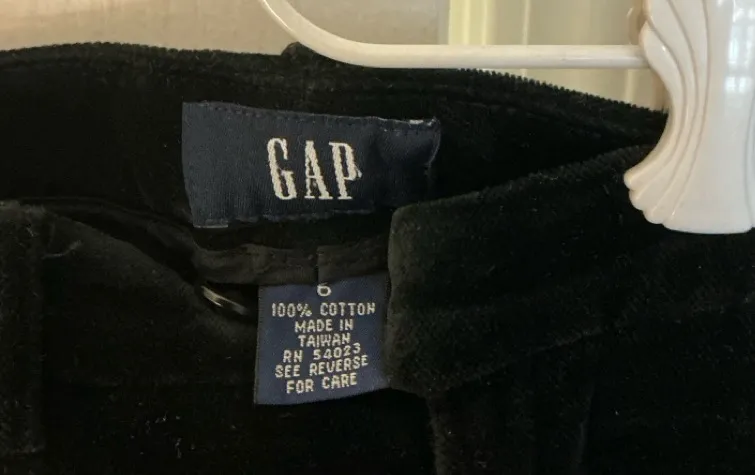 GAP
6
100% COTTON
MADE IN
TAIWAN
RN 54023
SEE REVERSE
FOR CARE